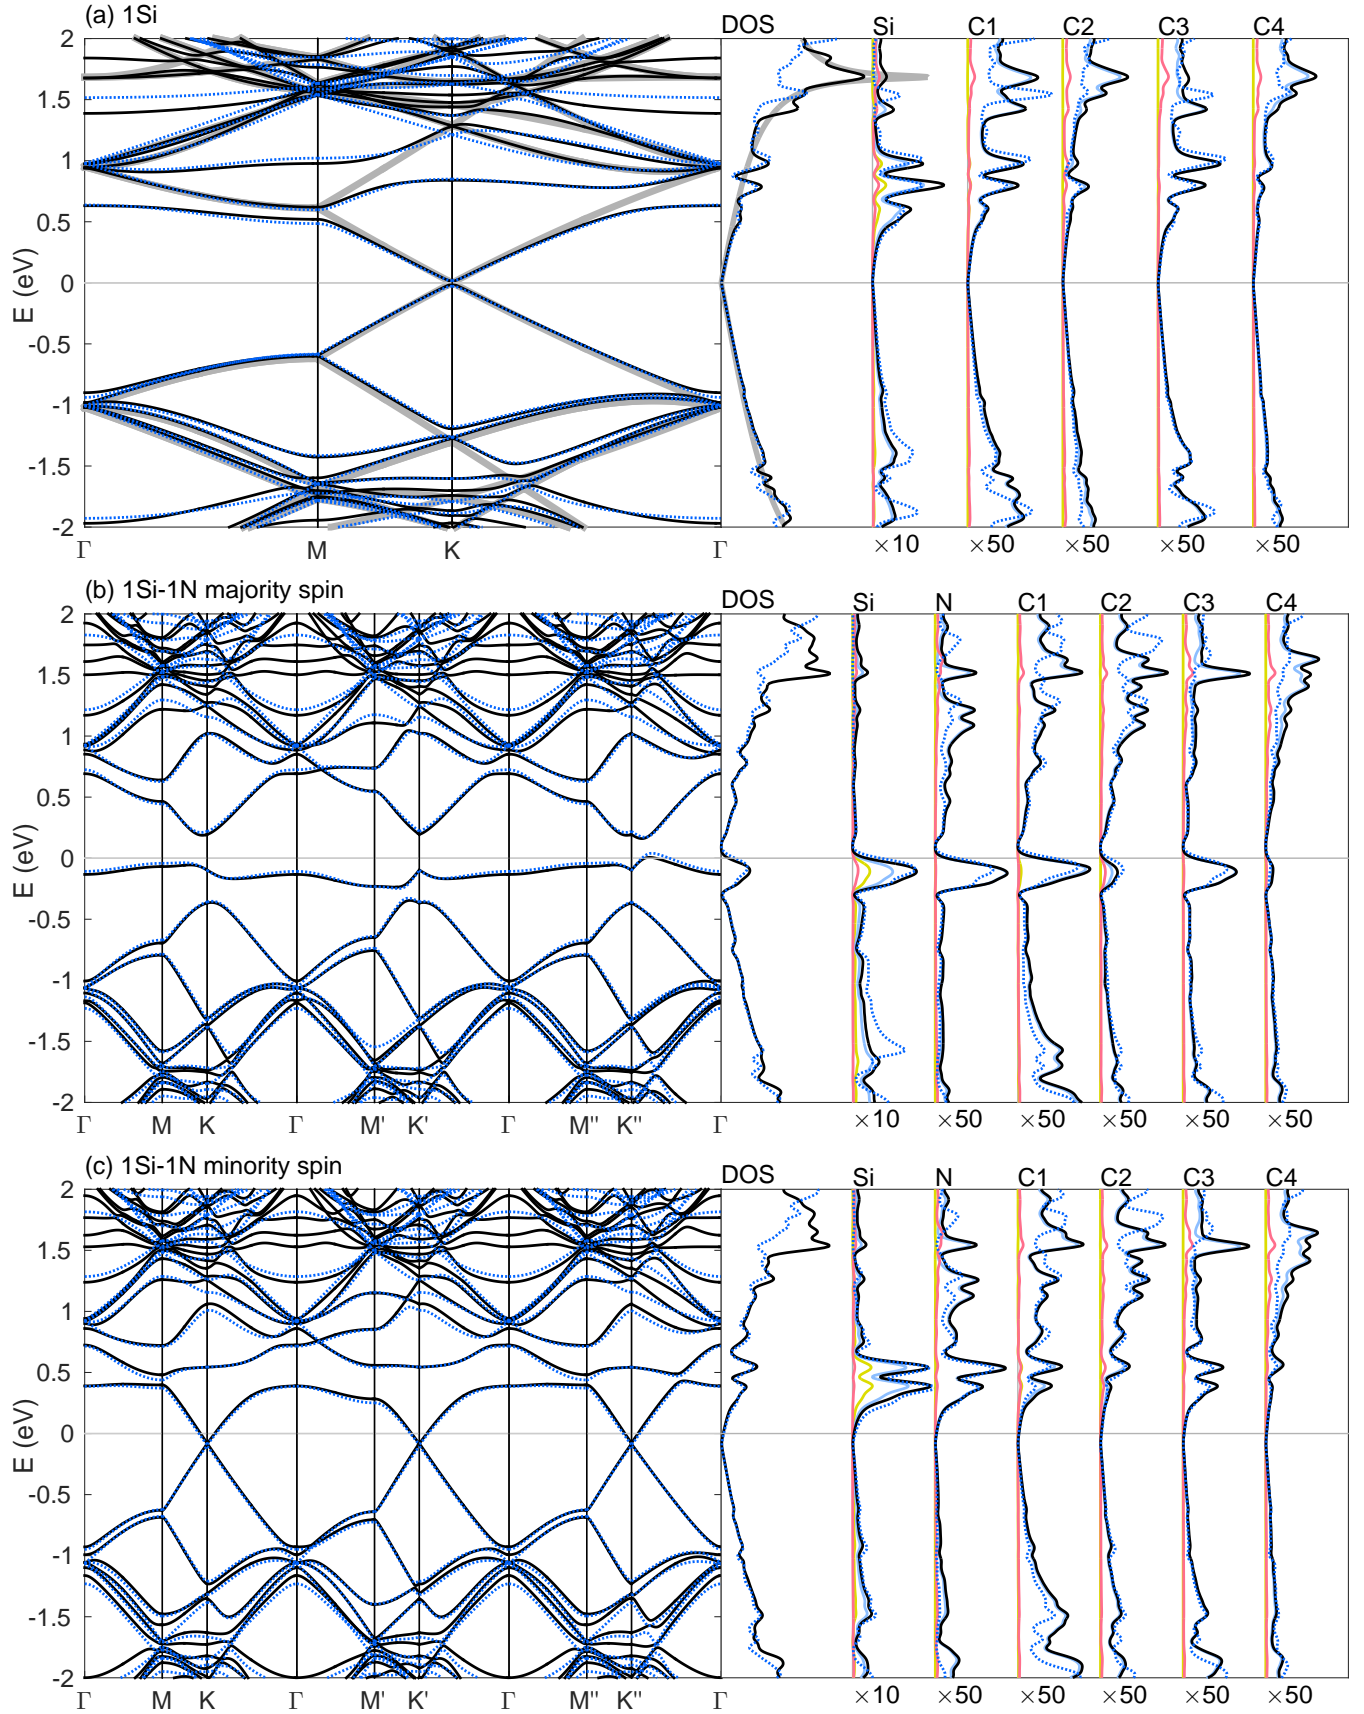 (a) 1Si
DOS Si C1 C2 C3 C4
2
1.5
1
0.5
0
-0.5
-1
-1.5
-2
E (eV)
Γ M K Γ
×10 ×50 ×50 ×50 ×50
(b) 1Si-1N majority spin
DOS Si N C1 C2 C3 C4
2
1.5
1
0.5
0
-0.5
-1
-1.5
-2
E (eV)
Γ M K Γ M' K' Γ M'' K'' Γ
×10 ×50 ×50 ×50 ×50 ×50
(c) 1Si-1N minority spin
DOS Si N C1 C2 C3 C4
2
1.5
1
0.5
0
-0.5
-1
-1.5
-2
E (eV)
Γ M K Γ M' K' Γ M'' K'' Γ
×10 ×50 ×50 ×50 ×50 ×50